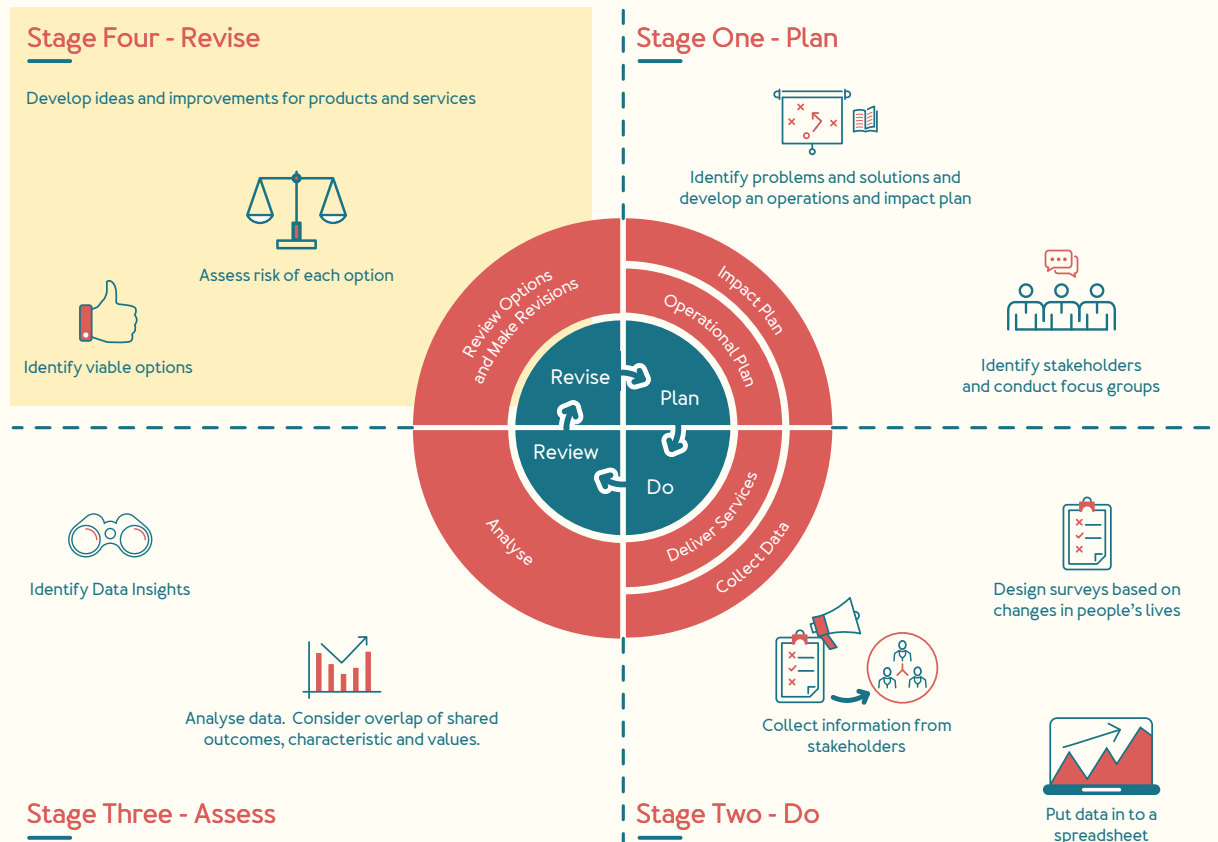 Stage Four - Revise
Develop ideas and improvements for products and services
Assess risk of each option
Identify viable options
Stage One - Plan
Identify problems and solutions and
develop an operations and impact plan
Identify stakeholders
and conduct focus groups
Review Options
and Make Revisions
Impact Plan
Operational Plan
Revise
Plan
Review
Do
Analyse
Deliver Services
Collect Data
Identify Data Insights
Analyse data. Consider overlap of shared
outcomes, characteristic and values.
Stage Three - Assess
Design surveys based on
changes in people's lives
Collect information from
stakeholders
Put data in to a
spreadsheet
Stage Two - Do